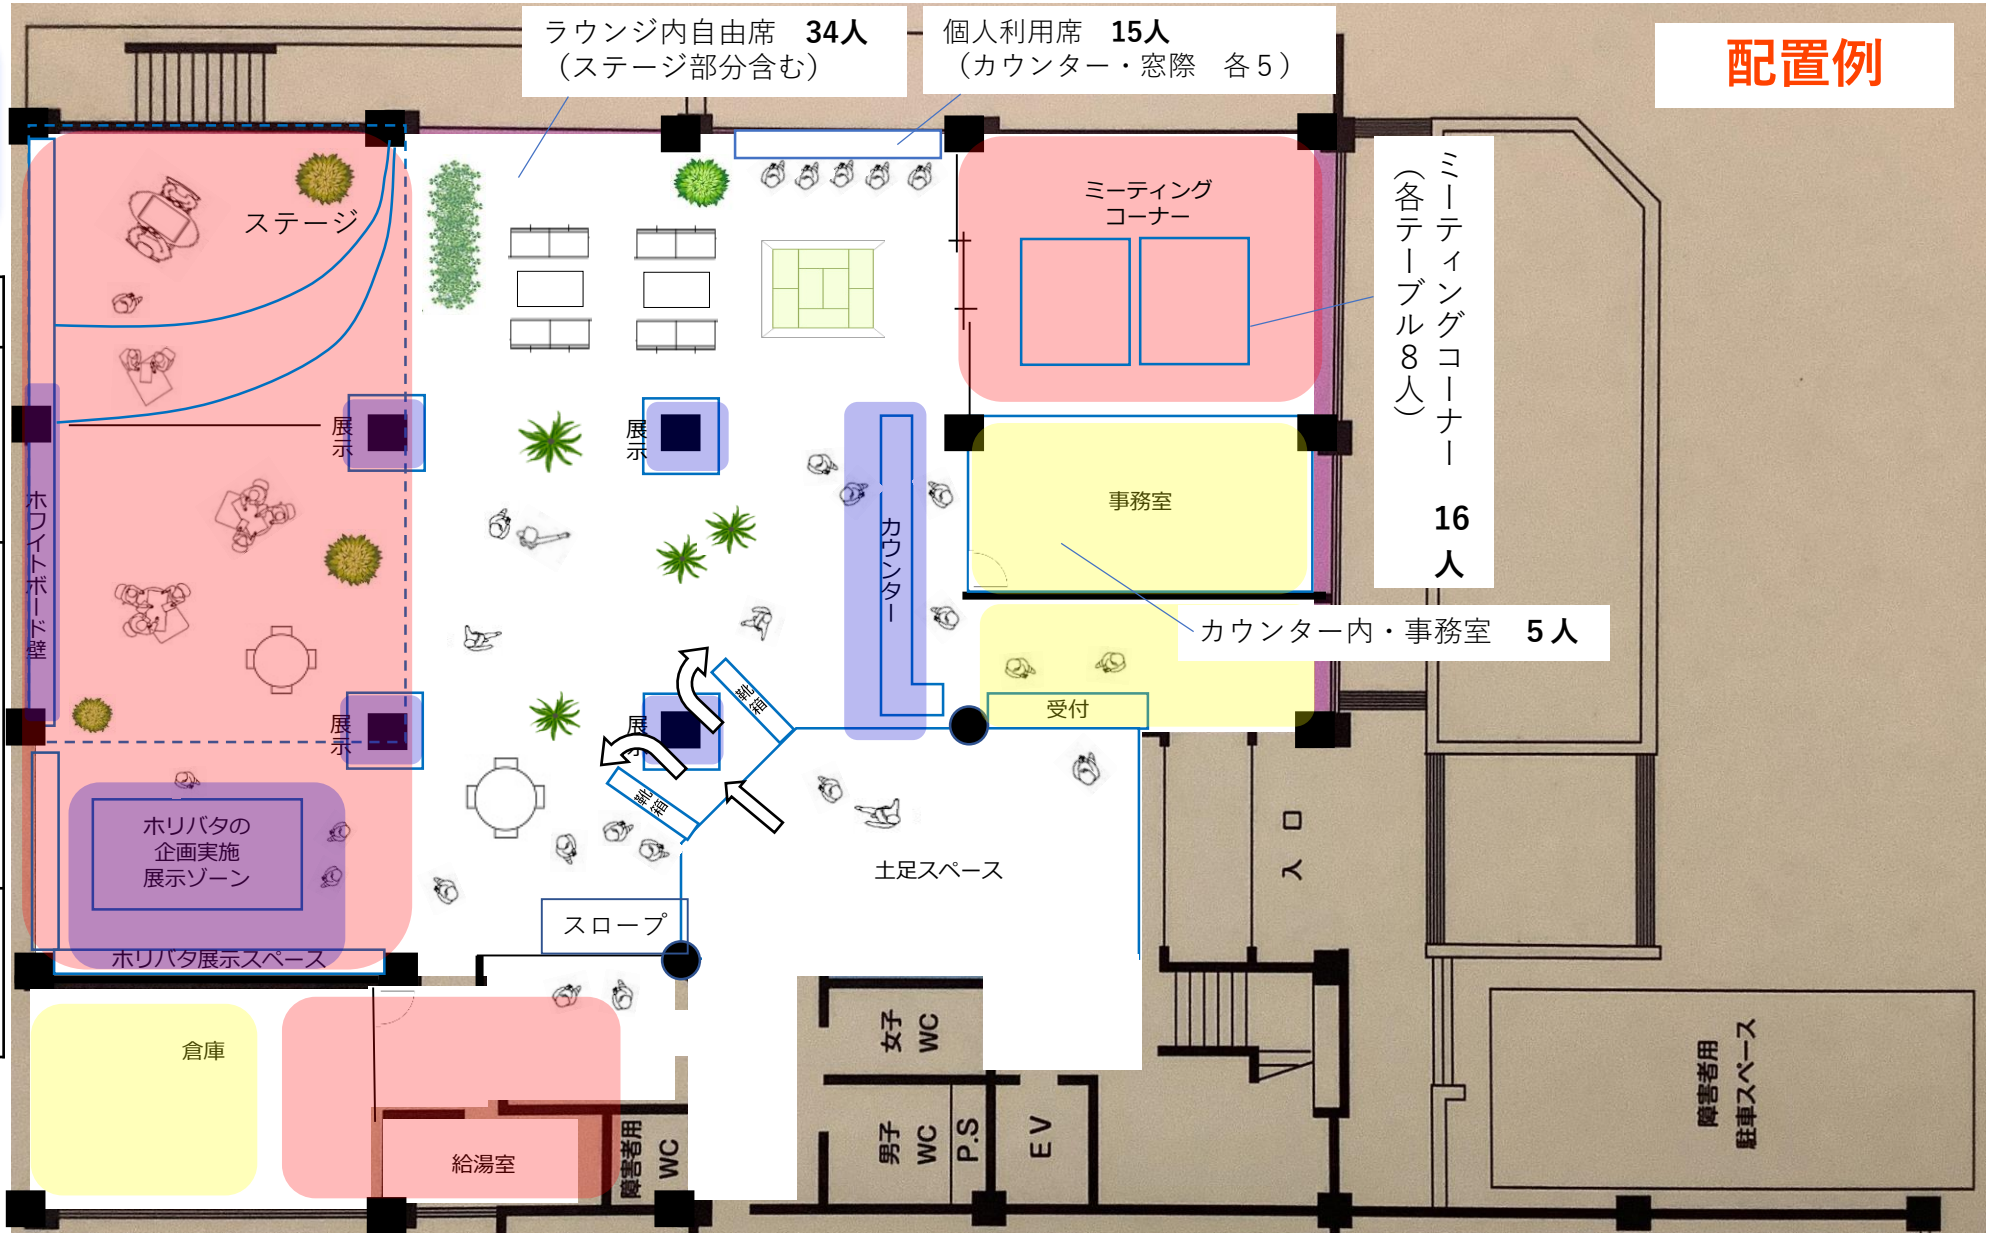 ラウンジ内自由席　34人
（ステージ部分含む）
個人利用席　15人
（カウンター・窓際　各５）
配置例
ステージ
ミーティング
コーナー
ミーティングコーナー　16人
（各テーブル８人）
展示
展示
ホワイトボード壁
カウンター
事務室
カウンター内・事務室　５人
受付
靴箱
展示
展示
靴箱
ホリバタの
企画実施
展示ゾーン
土足スペース
入口
スロープ
ホリバタ展示スペース
倉庫
給湯室
障害者用
WC
女子
WC
男子
WC
P.S
EV
障害者用
駐車スペース